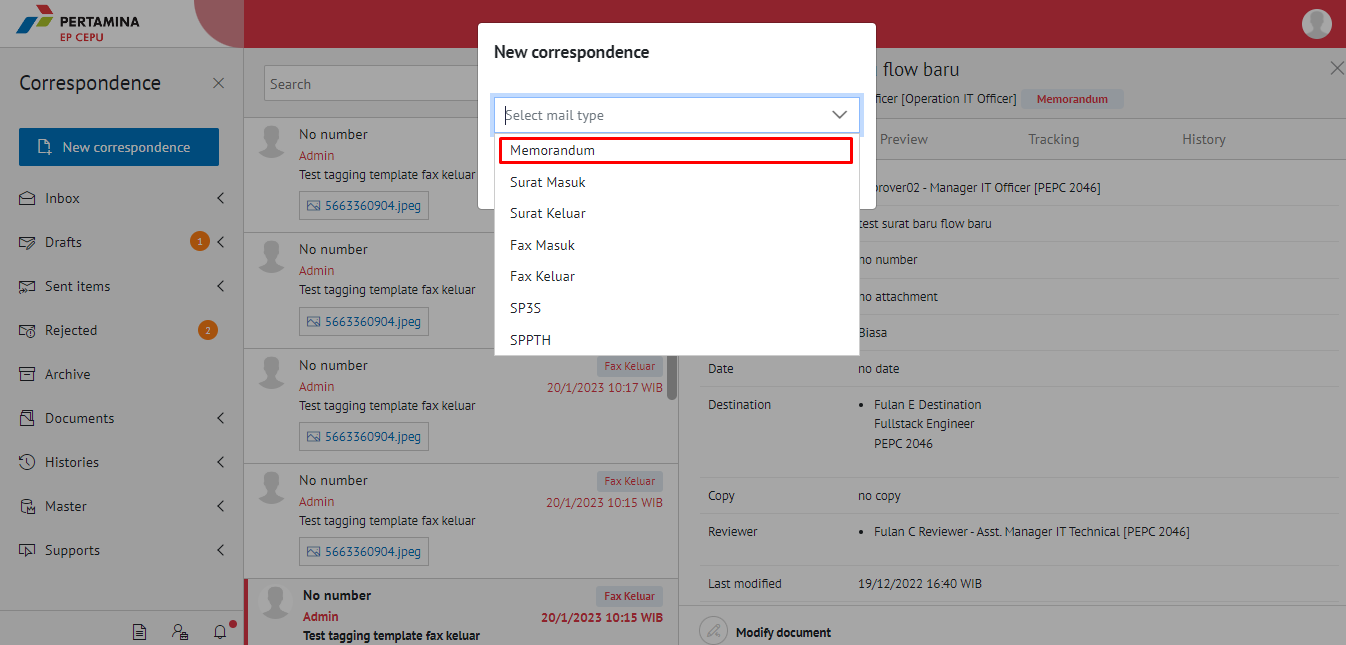 PERTAMINA
EP CEPU
Correspondence
New correspondence
Inbox
Drafts
1
Sent items
Rejected
2
Archive
Documents
Histories
Master
Supports
Search
No number
Admin
Test tagging template fax keluar
5663360904.jpeg
No number
Admin
Test tagging template fax keluar
5663360904.jpeg
No number
Fax Keluar
Admin
20/1/2023 10:17 WIB
Test tagging template fax keluar
5663360904.jpeg
No number
Fax Keluar
Admin
20/1/2023 10:15 WIB
Test tagging template fax keluar
5663360904.jpeg
No number
Fax Keluar
Admin
20/1/2023 10:15 WIB
Test tagging template fax keluar
New correspondence
Select mail type
Memorandum
Surat Masuk
Surat Keluar
Fax Masuk
Fax Keluar
SP3S
SPPTH
flow baru
[Operation IT Officer]
Memorandum
Preview
Tracking
History
- Manager IT Officer [PEPC 2046]
test surat baru flow baru
no number
no attachment
Biasa
Date
no date
Destination
• Fulan E Destination
Fullstack Engineer
PEPC 2046
Copy
no copy
Reviewer
• Fulan C Reviewer - Asst. Manager IT Technical [PEPC 2046]
Last modified
19/12/2022 16:40 WIB
Modify document